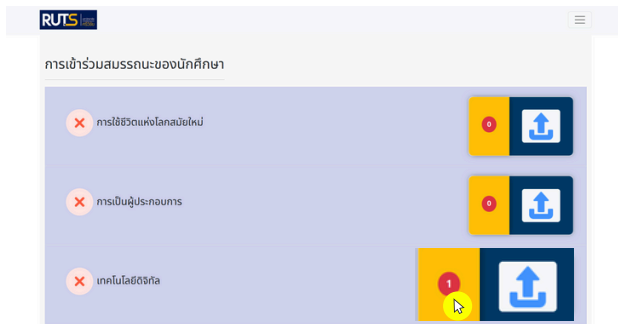 RUTS
การเข้าร่วมสมรรถนะของนักศึกษา
การใช้ชีวิตแห่งโลกสมัยใหม่
0
การเป็นผู้ประกอบการ
0
เทคโนโลยีดิจิทัล
1